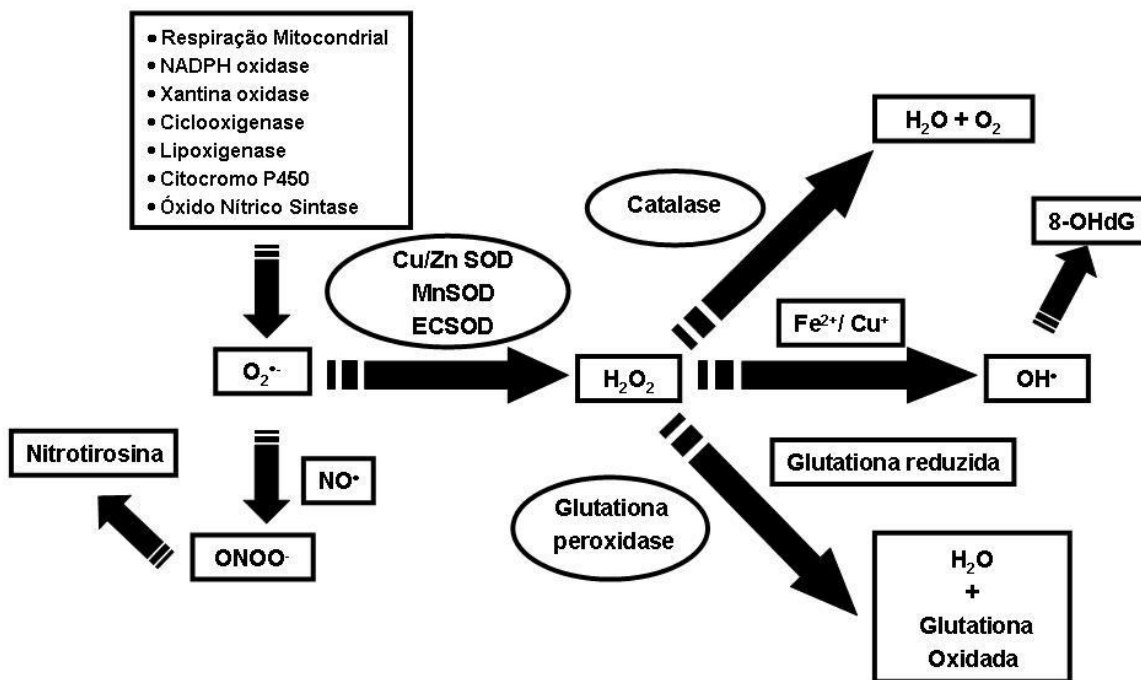 • Respiração Mitocondrial
• NADPH oxidase
• Xantina oxidase
• Ciclooxigenase
• Lipoxigenase
• Citocromo P450
• Óxido Nítrico Sintase
H₂O + O₂
Catalase
8-OHdG
Cu/Zn SOD
MnSOD
ECSOD
Fe²⁺/ Cu⁺
O₂•-
H₂O₂
OH•
Nitrotirosina
NO•
Glutationa reduzida
Glutationa
peroxidase
ONOO-
H₂O
+
Glutationa
Oxidada